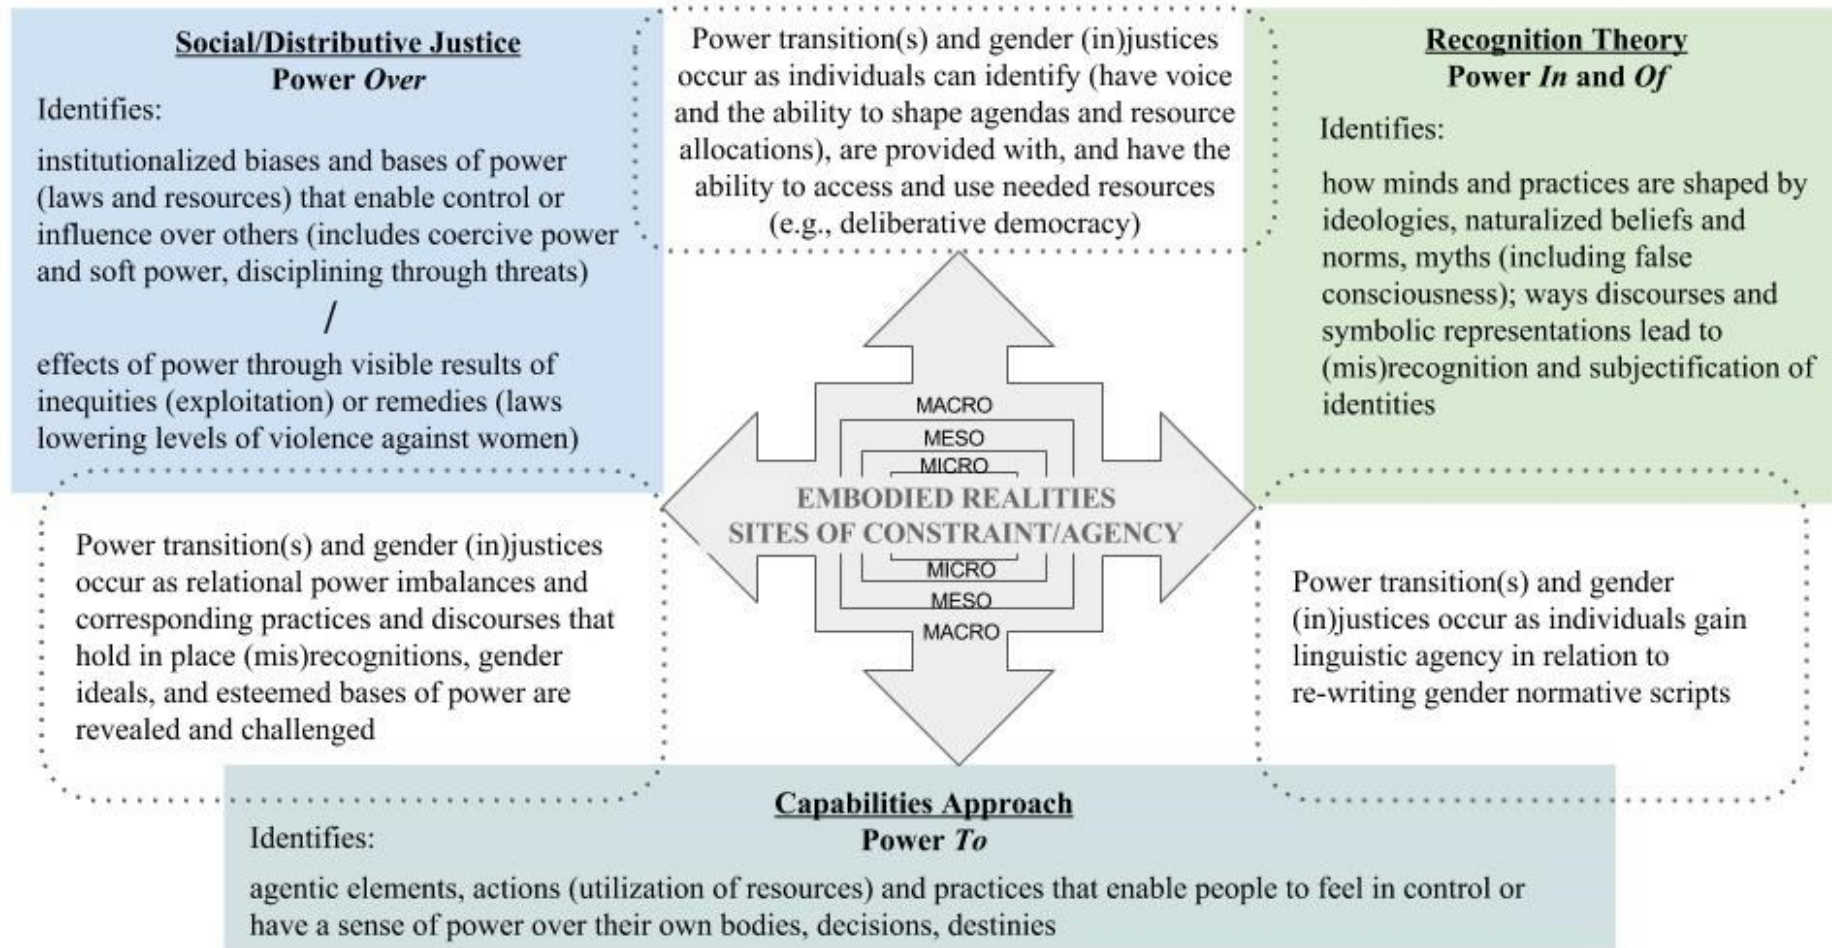 Social/Distributive Justice
Power Over
Identifies:
institutionalized biases and bases of power
(laws and resources) that enable control or
influence over others (includes coercive power
and soft power, disciplining through threats)
/
effects of power through visible results of
inequities (exploitation) or remedies (laws
lowering levels of violence against women)
Power transition(s) and gender (in)justices
occur as individuals can identify (have voice
and the ability to shape agendas and resource
allocations), are provided with, and have the
ability to access and use needed resources
(e.g., deliberative democracy)
Recognition Theory
Power In and Of
Identifies:
how minds and practices are shaped by
ideologies, naturalized beliefs and
norms, myths (including false
consciousness); ways discourses and
symbolic representations lead to
(mis)recognition and subjectification of
identities
MACRO
MESO
MICRO
EMBODIED REALITIES
SITES OF CONSTRAINT/AGENCY
MICRO
MESO
MACRO
Power transition(s) and gender (in)justices
occur as relational power imbalances and
corresponding practices and discourses that
hold in place (mis)recognitions, gender
ideals, and esteemed bases of power are
revealed and challenged
Power transition(s) and gender
(in)justices occur as individuals gain
linguistic agency in relation to
re-writing gender normative scripts
Capabilities Approach
Power To
Identifies:
agentic elements, actions (utilization of resources) and practices that enable people to feel in control or
have a sense of power over their own bodies, decisions, destinies